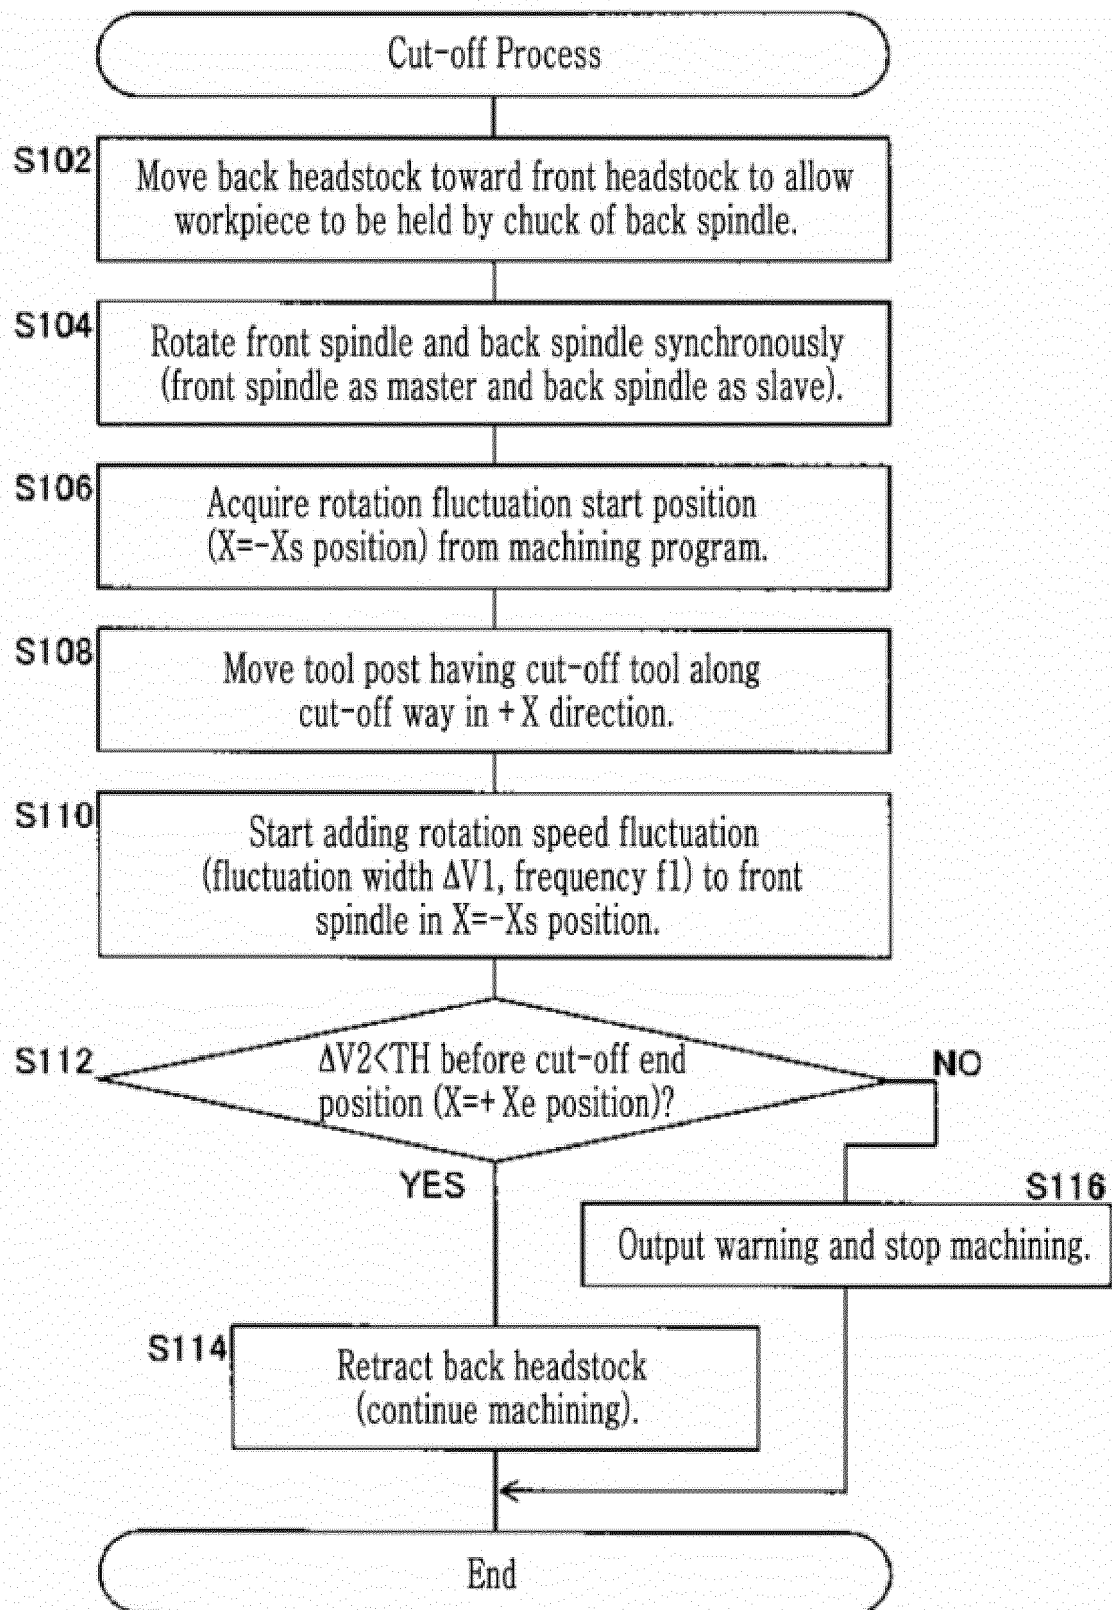 Cut-off Process
S102
Move back headstock toward front headstock to allow
workpiece to be held by chuck of back spindle.
S104
Rotate front spindle and back spindle synchronously
(front spindle as master and back spindle as slave).
S106
Acquire rotation fluctuation start position
(X=-Xs position) from machining program.
S108
Move tool post having cut-off tool along
cut-off way in +X direction.
S110
Start adding rotation speed fluctuation
(fluctuation width ΔV1, frequency f1) to front
spindle in X=-Xs position.
S112
ΔV2<TH before cut-off end
position (X=+Xe position)?
NO
YES
S116
Output warning and stop machining.
S114
Retract back headstock
(continue machining).
End